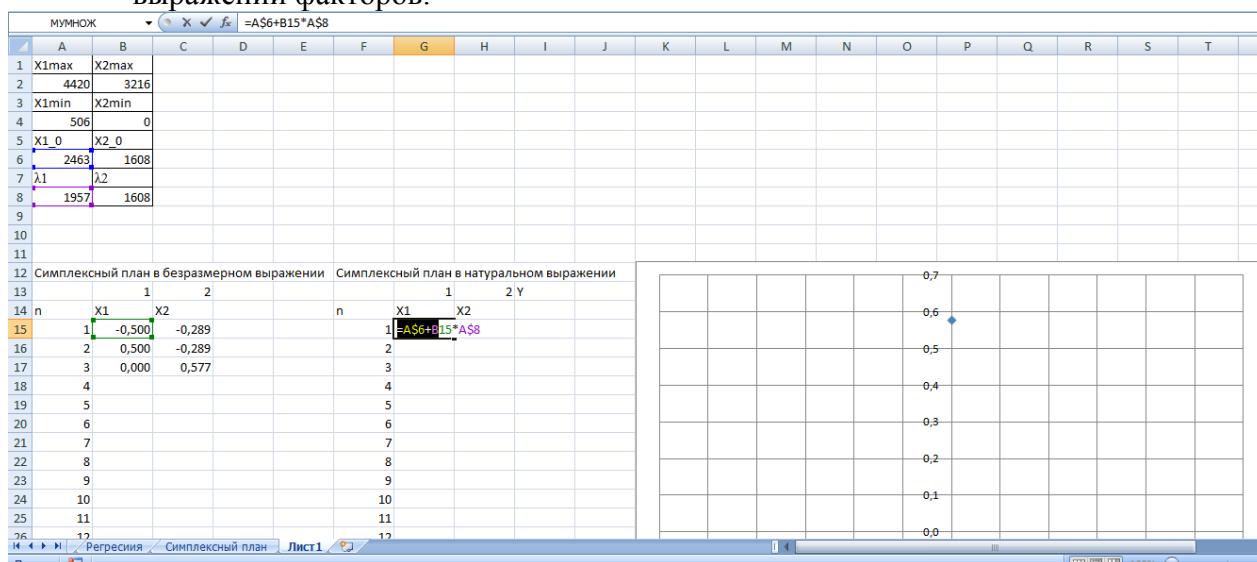 выражении факторов.
МУМНОЖ fx =A$6+B15*A$8
A B C D E F G H I J K L M N O P Q R S T
1 X1max X2max
2 4420 3216
3 X1min X2min
4 506 0
5 X1_0 X2_0
6 2463 1608
7 λ1 λ2
8 1957 1608
9
10
11
12 Симплексный план в безразмерном выражении Симплексный план в натуральном выражении
13 1 2 1 2 Y
14 n X1 X2 n X1 X2
15 1 -0,500 -0,289 1 =A$6+B15*A$8
16 2 0,500 -0,289 2
17 3 0,000 0,577 3
18 4 4
19 5 5
20 6 6
21 7 7
22 8 8
23 9 9
24 10 10
25 11 11
26 12 12
0,7
0,6
0,5
0,4
0,3
0,2
0,1
0,0
Регресиия Симплексный план Лист1